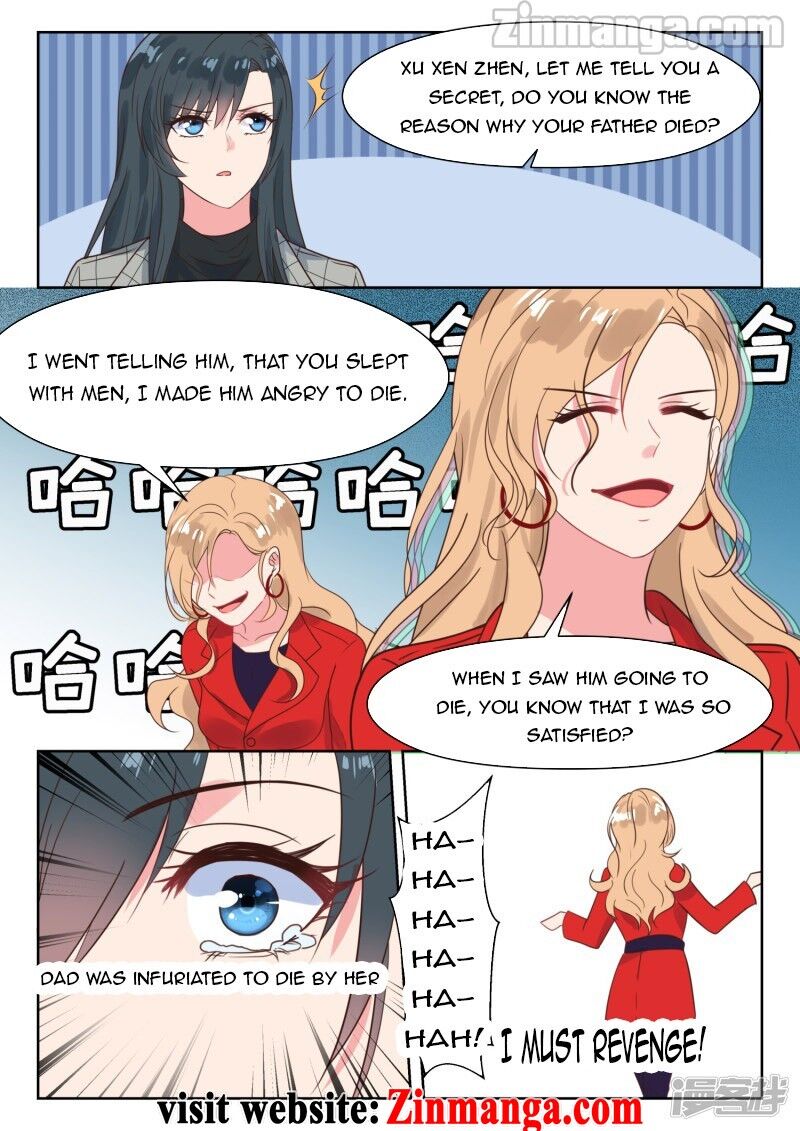 Zinmanga.com
XU XEN ZHEN, LET ME TELL YOU A
SECRET, DO YOU KNOW THE
REASON WHY YOUR FATHER DIED?
I WENT TELLING HIM, THAT YOU SLEPT
WITH MEN, I MADE HIM ANGRY TO DIE.
哈
哈
哈
哈哈哈哈
哈哈
WHEN I SAW HIM GOING TO
DIE, YOU KNOW THAT I WAS SO
SATISFIED?
DAD WAS INFURIATED TO DIE BY HER
HA-
HA-
HA-
HA-
HA-
HAH!
I MUST REVENGE!
漫客栈
visit website: Zinmanga.com